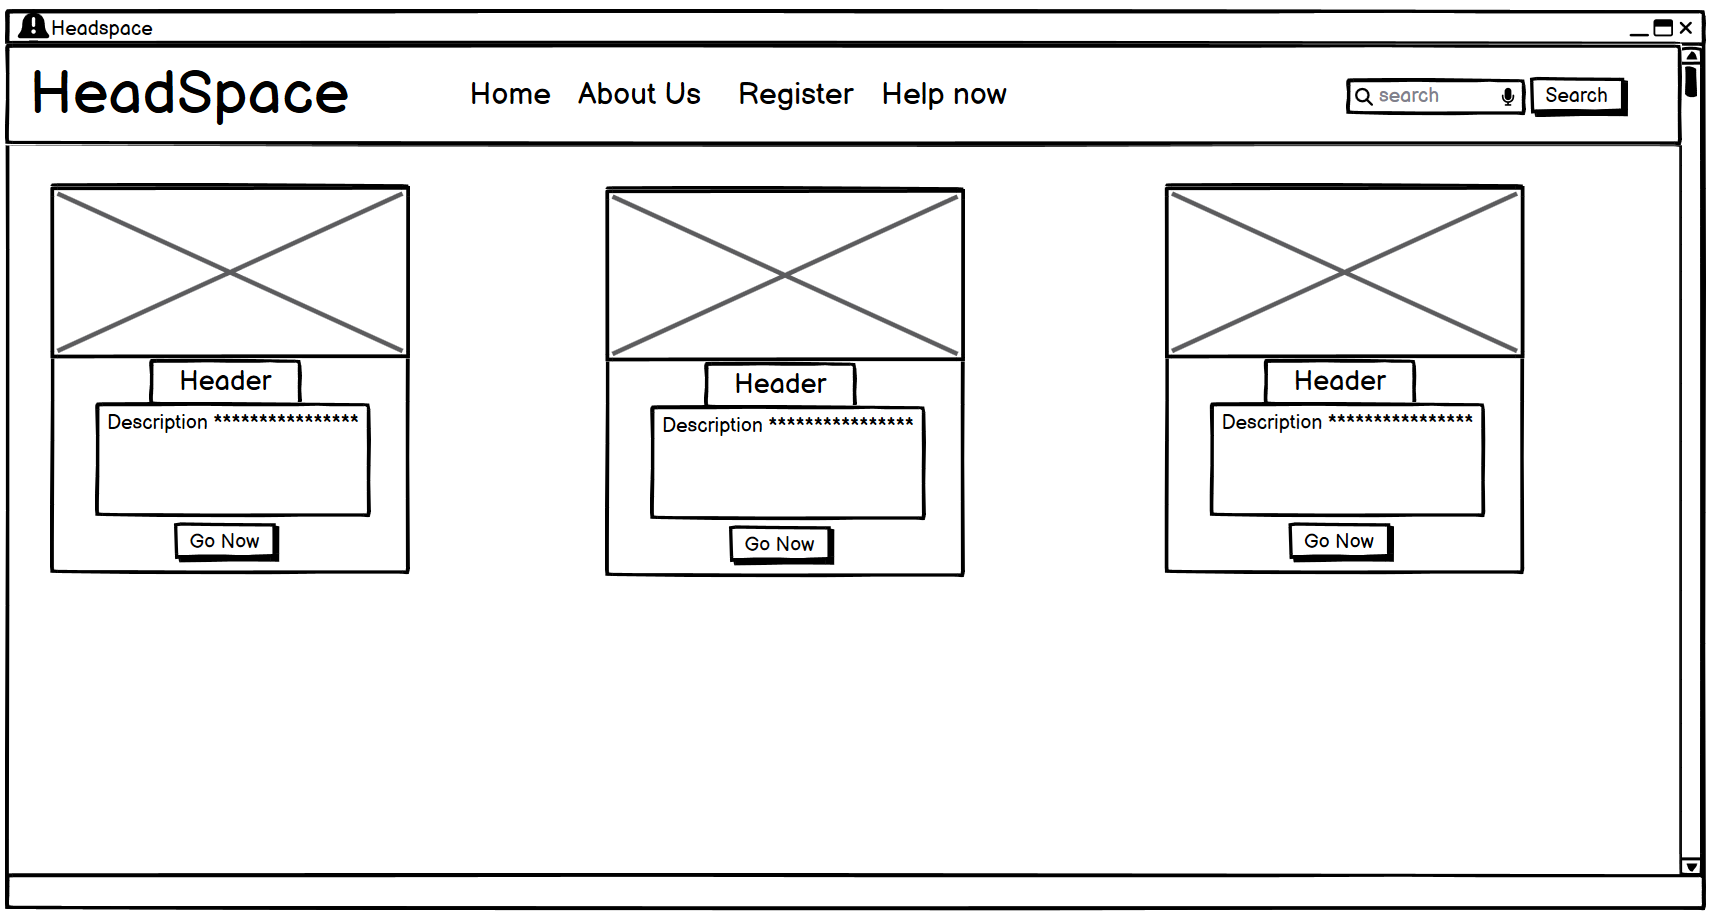 Headspace
HeadSpace Home About Us Register Help now search Search
Header Header Header
Description **************** Description **************** Description ****************
Go Now Go Now Go Now